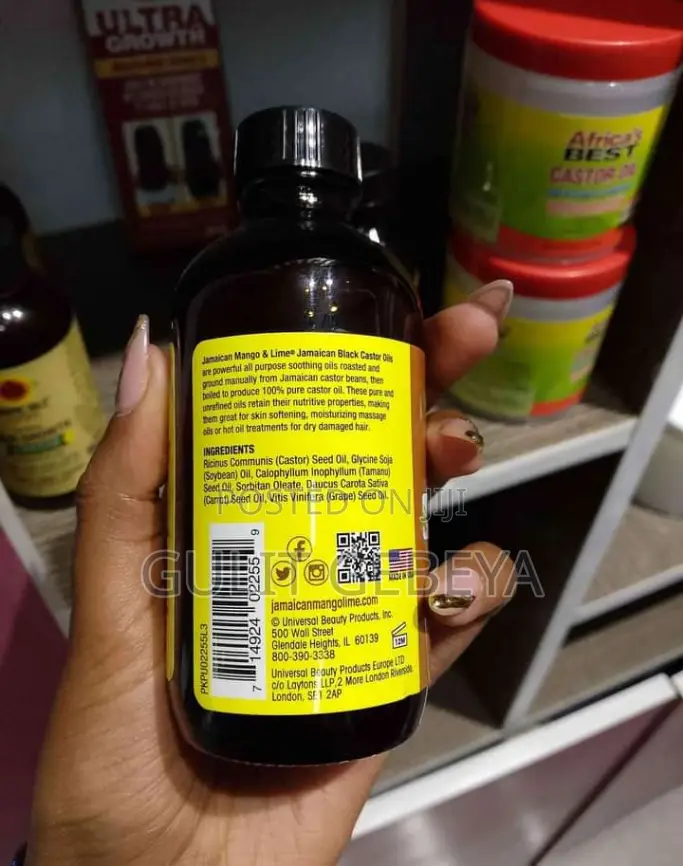 ULTRA
GROWTH
Africa's
BEST
CASTOR OIL
Jamaican Mango & Lime® Jamaican Black Castor Oils
are powerful all purpose soothing oils roasted and
ground manually from Jamaican castor beans, then
boiled to produce 100% pure castor oil. These pure and
unrefined oils retain their nutritive properties, making
them great for skin softening, moisturizing massage
oils or hot oil treatments for dry damaged hair.
INGREDIENTS
Ricinus Communis (Castor) Seed Oil, Glycine Soja
(Soybean) Oil, Calophyllum Inophyllum (Tamanu)
Seed Oil, Sorbitan Oleate, Daucus Carota Sativa
(Carrot) Seed Oil, Vitis Vinifera (Grape) Seed Oil.
POSTED ON JIJI
GULIT GEBEYA
7 14924 02255 9
PKPU02255L3
MADE IN
jamaicanmangolime.com
© Universal Beauty Products, Inc.
500 Wall Street
Glendale Heights, IL 60139
800-390-3338
12M
Universal Beauty Products Europe LTD
c/o Laytons LLP, 2 More London Riverside,
London, SE1 2AP